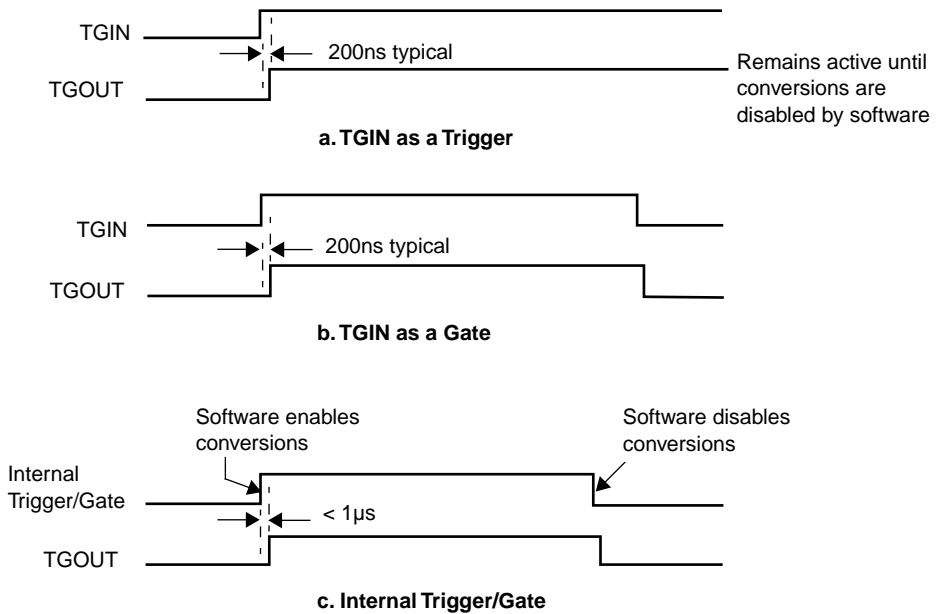 TGIN
200ns typical
TGOUT
Remains active until
conversions are
disabled by software
a. TGIN as a Trigger
TGIN
200ns typical
TGOUT
b. TGIN as a Gate
Software enables
conversions
Software disables
conversions
Internal
Trigger/Gate
< 1µs
TGOUT
c. Internal Trigger/Gate